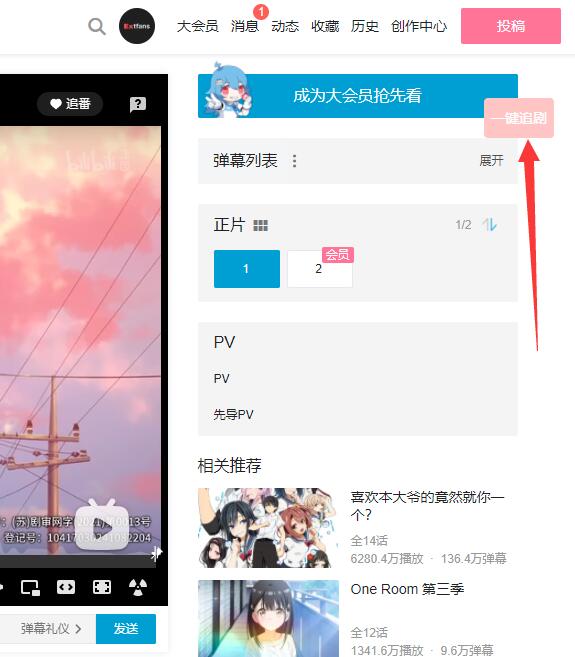 Extfans
大会员
消息
1
动态
收藏
历史
创作中心
投稿
追番
?
成为大会员抢先看
一键追剧
bilibili
弹幕列表
展开
正片
1/2
1
2
会员
PV
PV
先导PV
相关推荐
喜欢本大爷的竟然就你一
个?
全14话
6280.4万播放 · 136.4万弹幕
One Room 第三季
全12话
1341.6万播放 · 9.6万弹幕
：(苏)剧审网字(2021)第0013号
登记号：10417030241082204
弹幕礼仪 >
发送